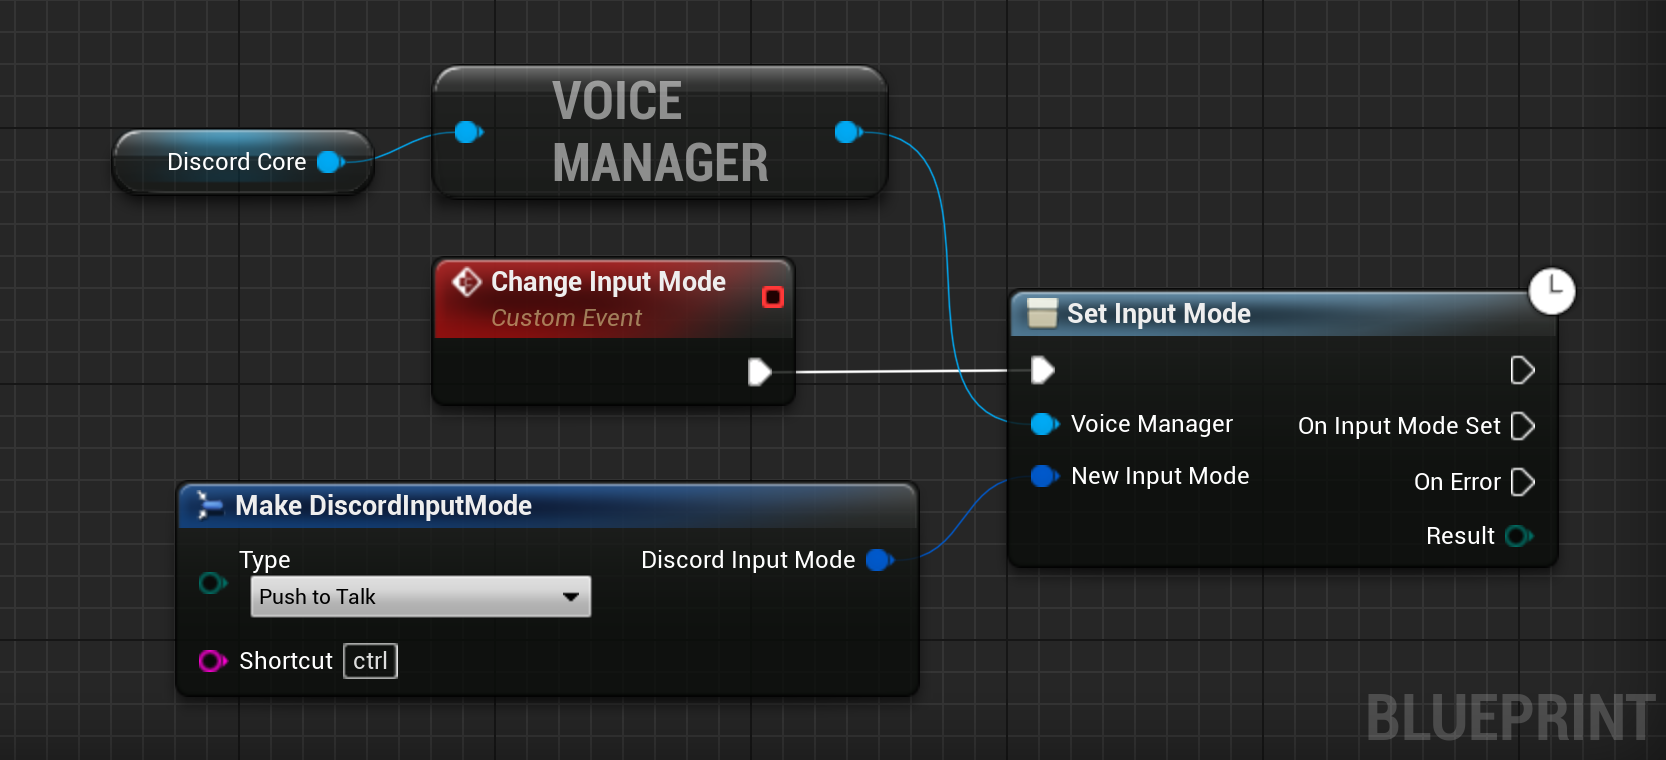 VOICE
MANAGER
Discord Core
Change Input Mode
Custom Event
Set Input Mode
Voice Manager
On Input Mode Set
New Input Mode
On Error
Result
Make DiscordInputMode
Type
Discord Input Mode
Push to Talk
Shortcut ctrl
BLUEPRINT